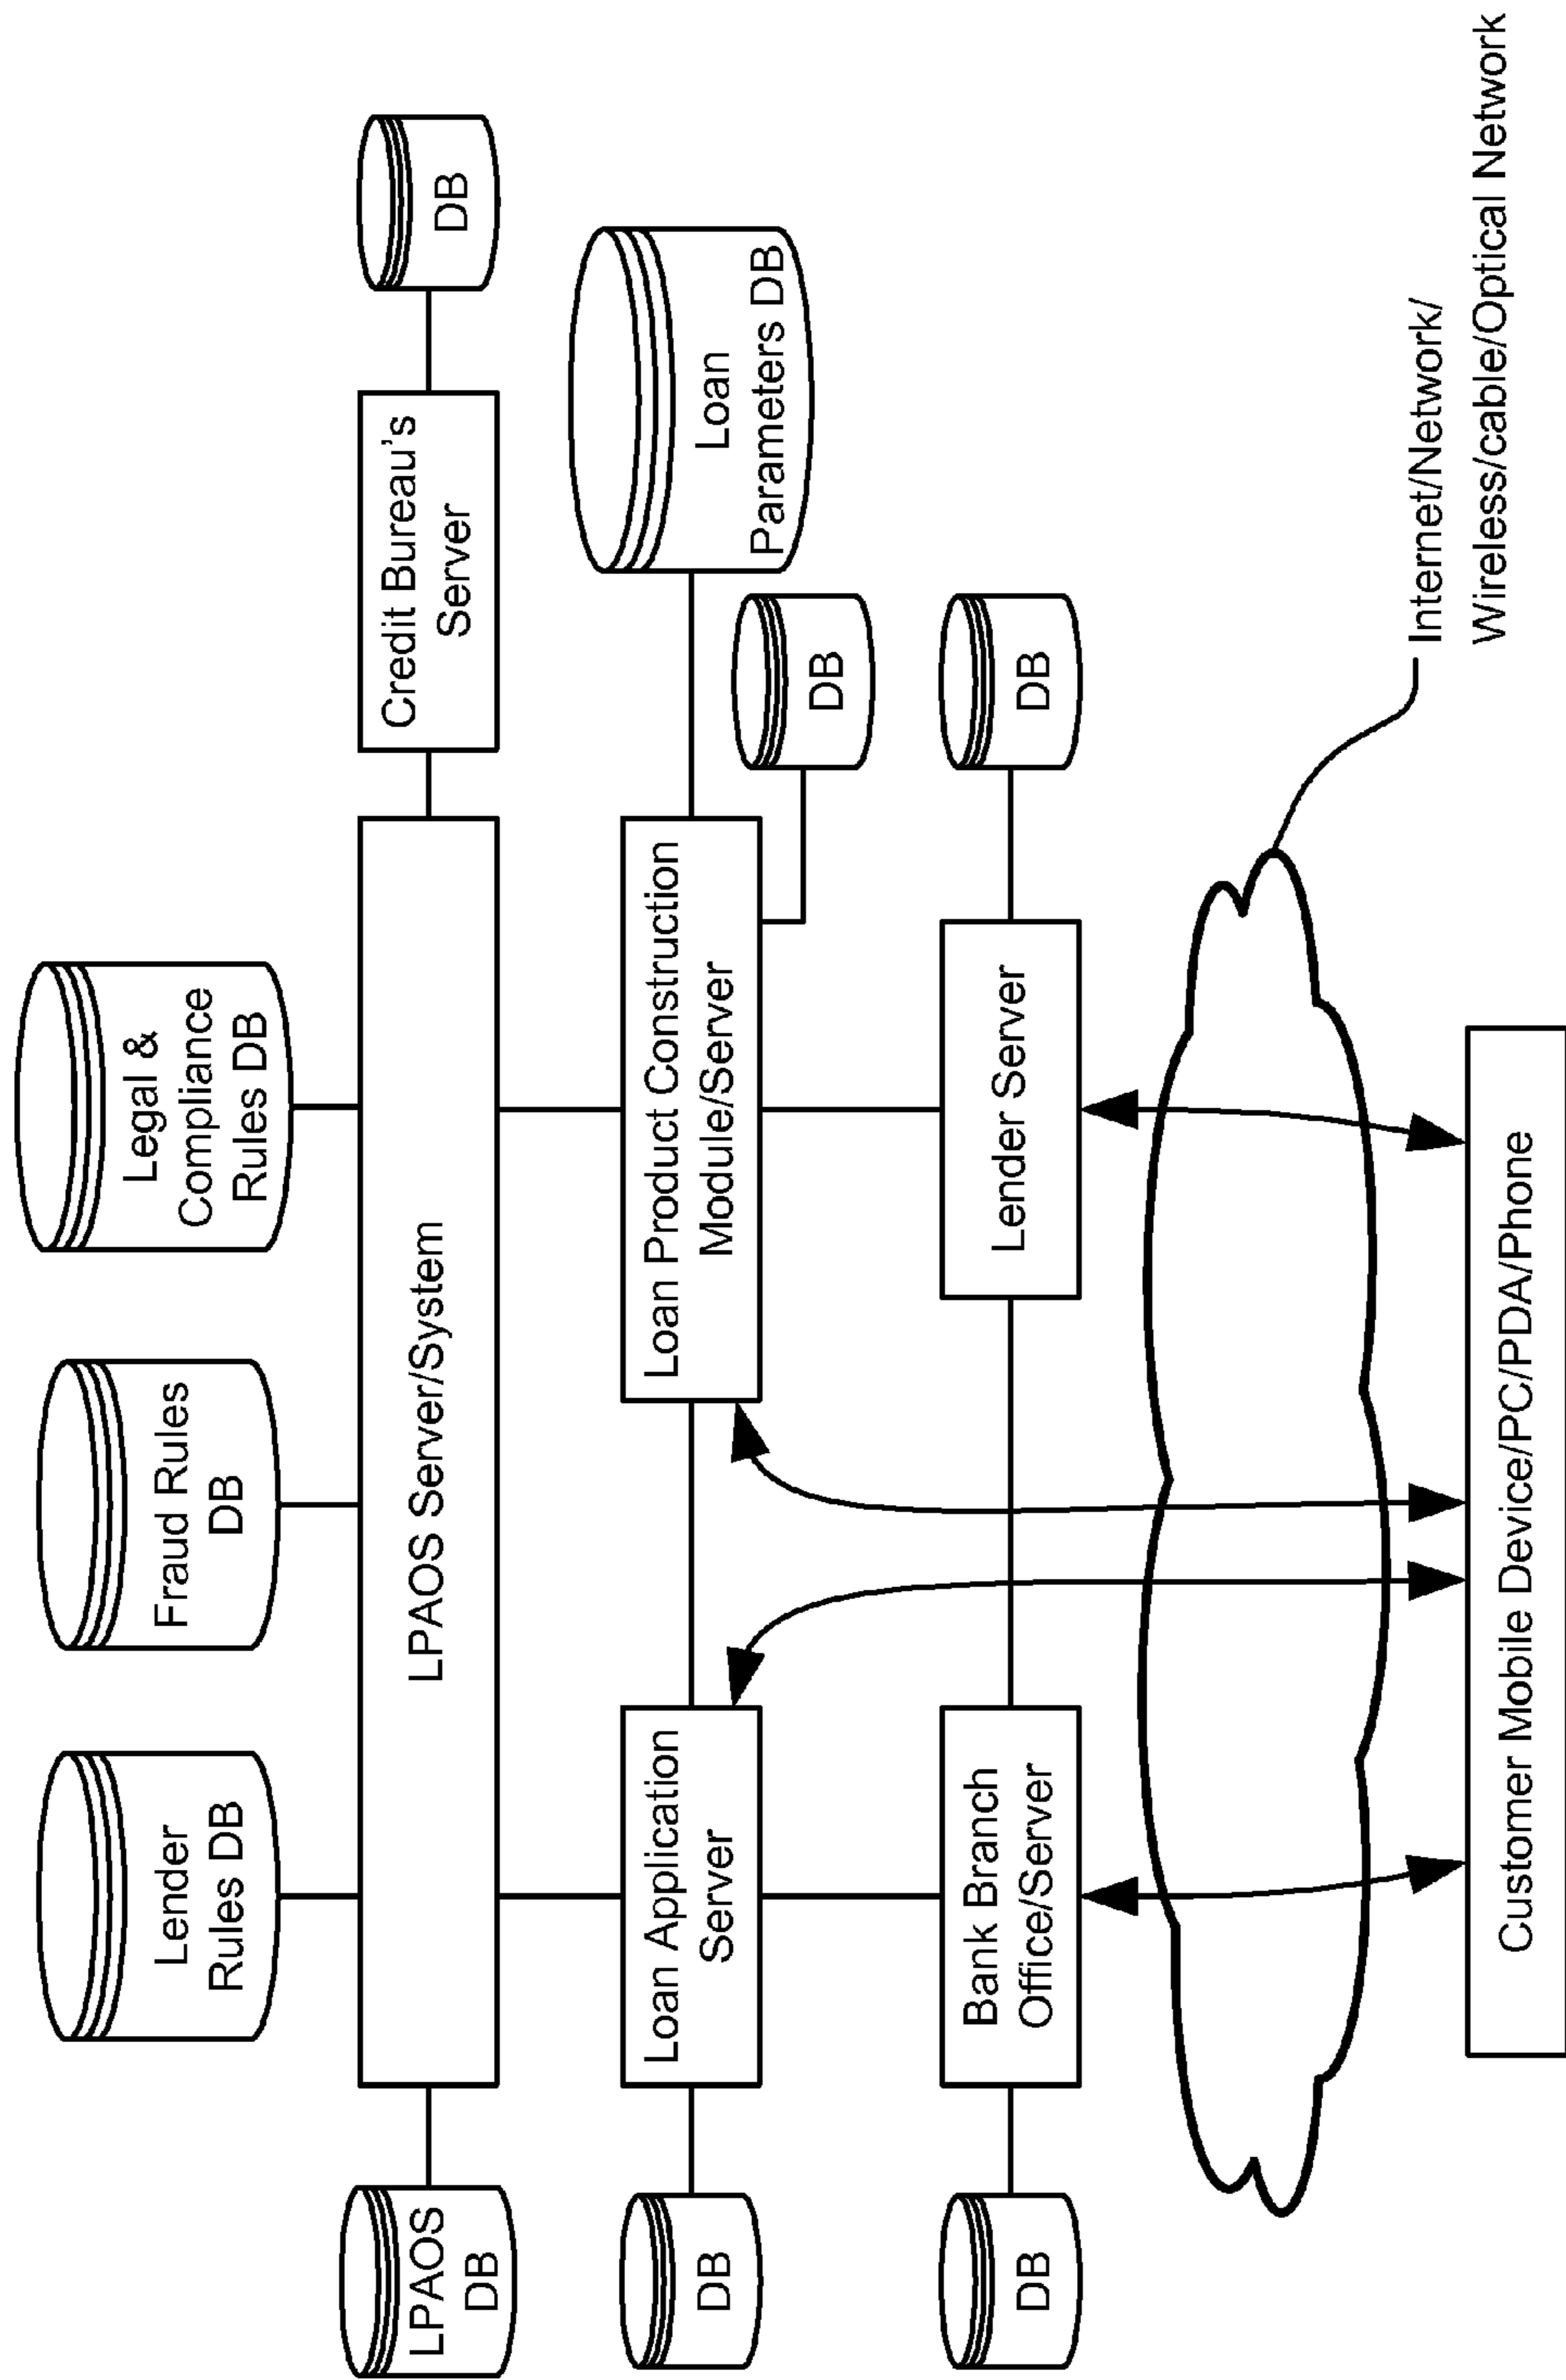 Lender
Rules DB
Fraud Rules
DB
Legal &
Compliance
Rules DB
LPAOS
DB
LPAOS Server/System
Credit Bureau's
Server
DB
DB
Loan Application
Server
Loan Product Construction
Module/Server
Loan
Parameters DB
DB
DB
Bank Branch
Office/Server
Lender Server
DB
Internet/Network/
Wireless/cable/Optical Network
Customer Mobile Device/PC/PDA/Phone